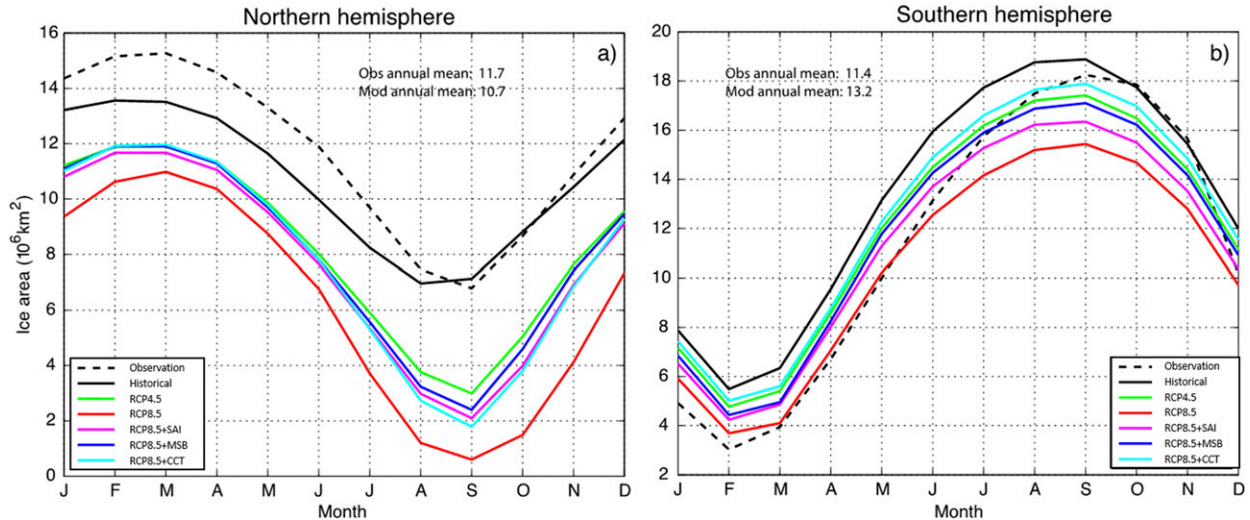 Northern hemisphere
a)
Obs annual mean: 11.7
Mod annual mean: 10.7
Ice area (10⁶km²)
16
14
12
10
8
6
4
2
0
Observation
Historical
RCP4.5
RCP8.5
RCP8.5+SAI
RCP8.5+MSB
RCP8.5+CCT
J F M A M J J A S O N D
Month
Southern hemisphere
b)
Obs annual mean: 11.4
Mod annual mean: 13.2
20
18
16
14
12
10
8
6
4
2
Observation
Historical
RCP4.5
RCP8.5
RCP8.5+SAI
RCP8.5+MSB
RCP8.5+CCT
J F M A M J J A S O N D
Month